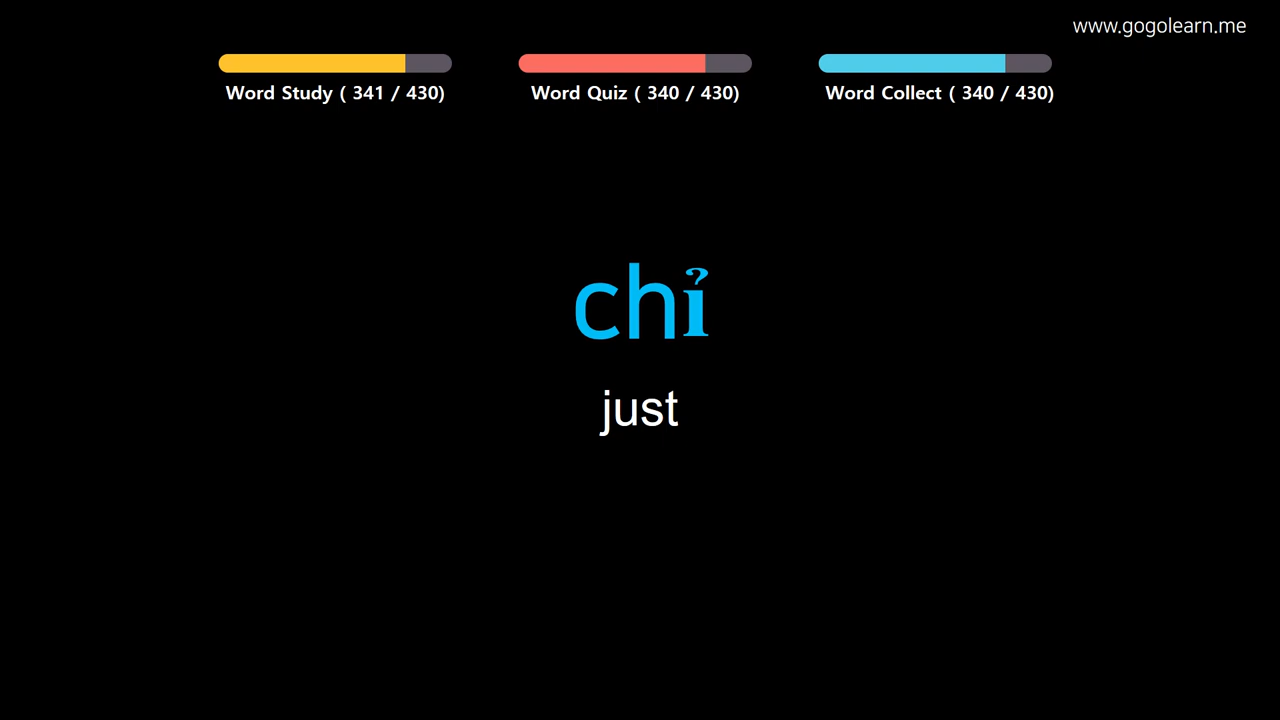 www.gogolearn.me
Word Study ( 341 / 430)
Word Quiz ( 340 / 430)
Word Collect ( 340 / 430)
chỉ
just